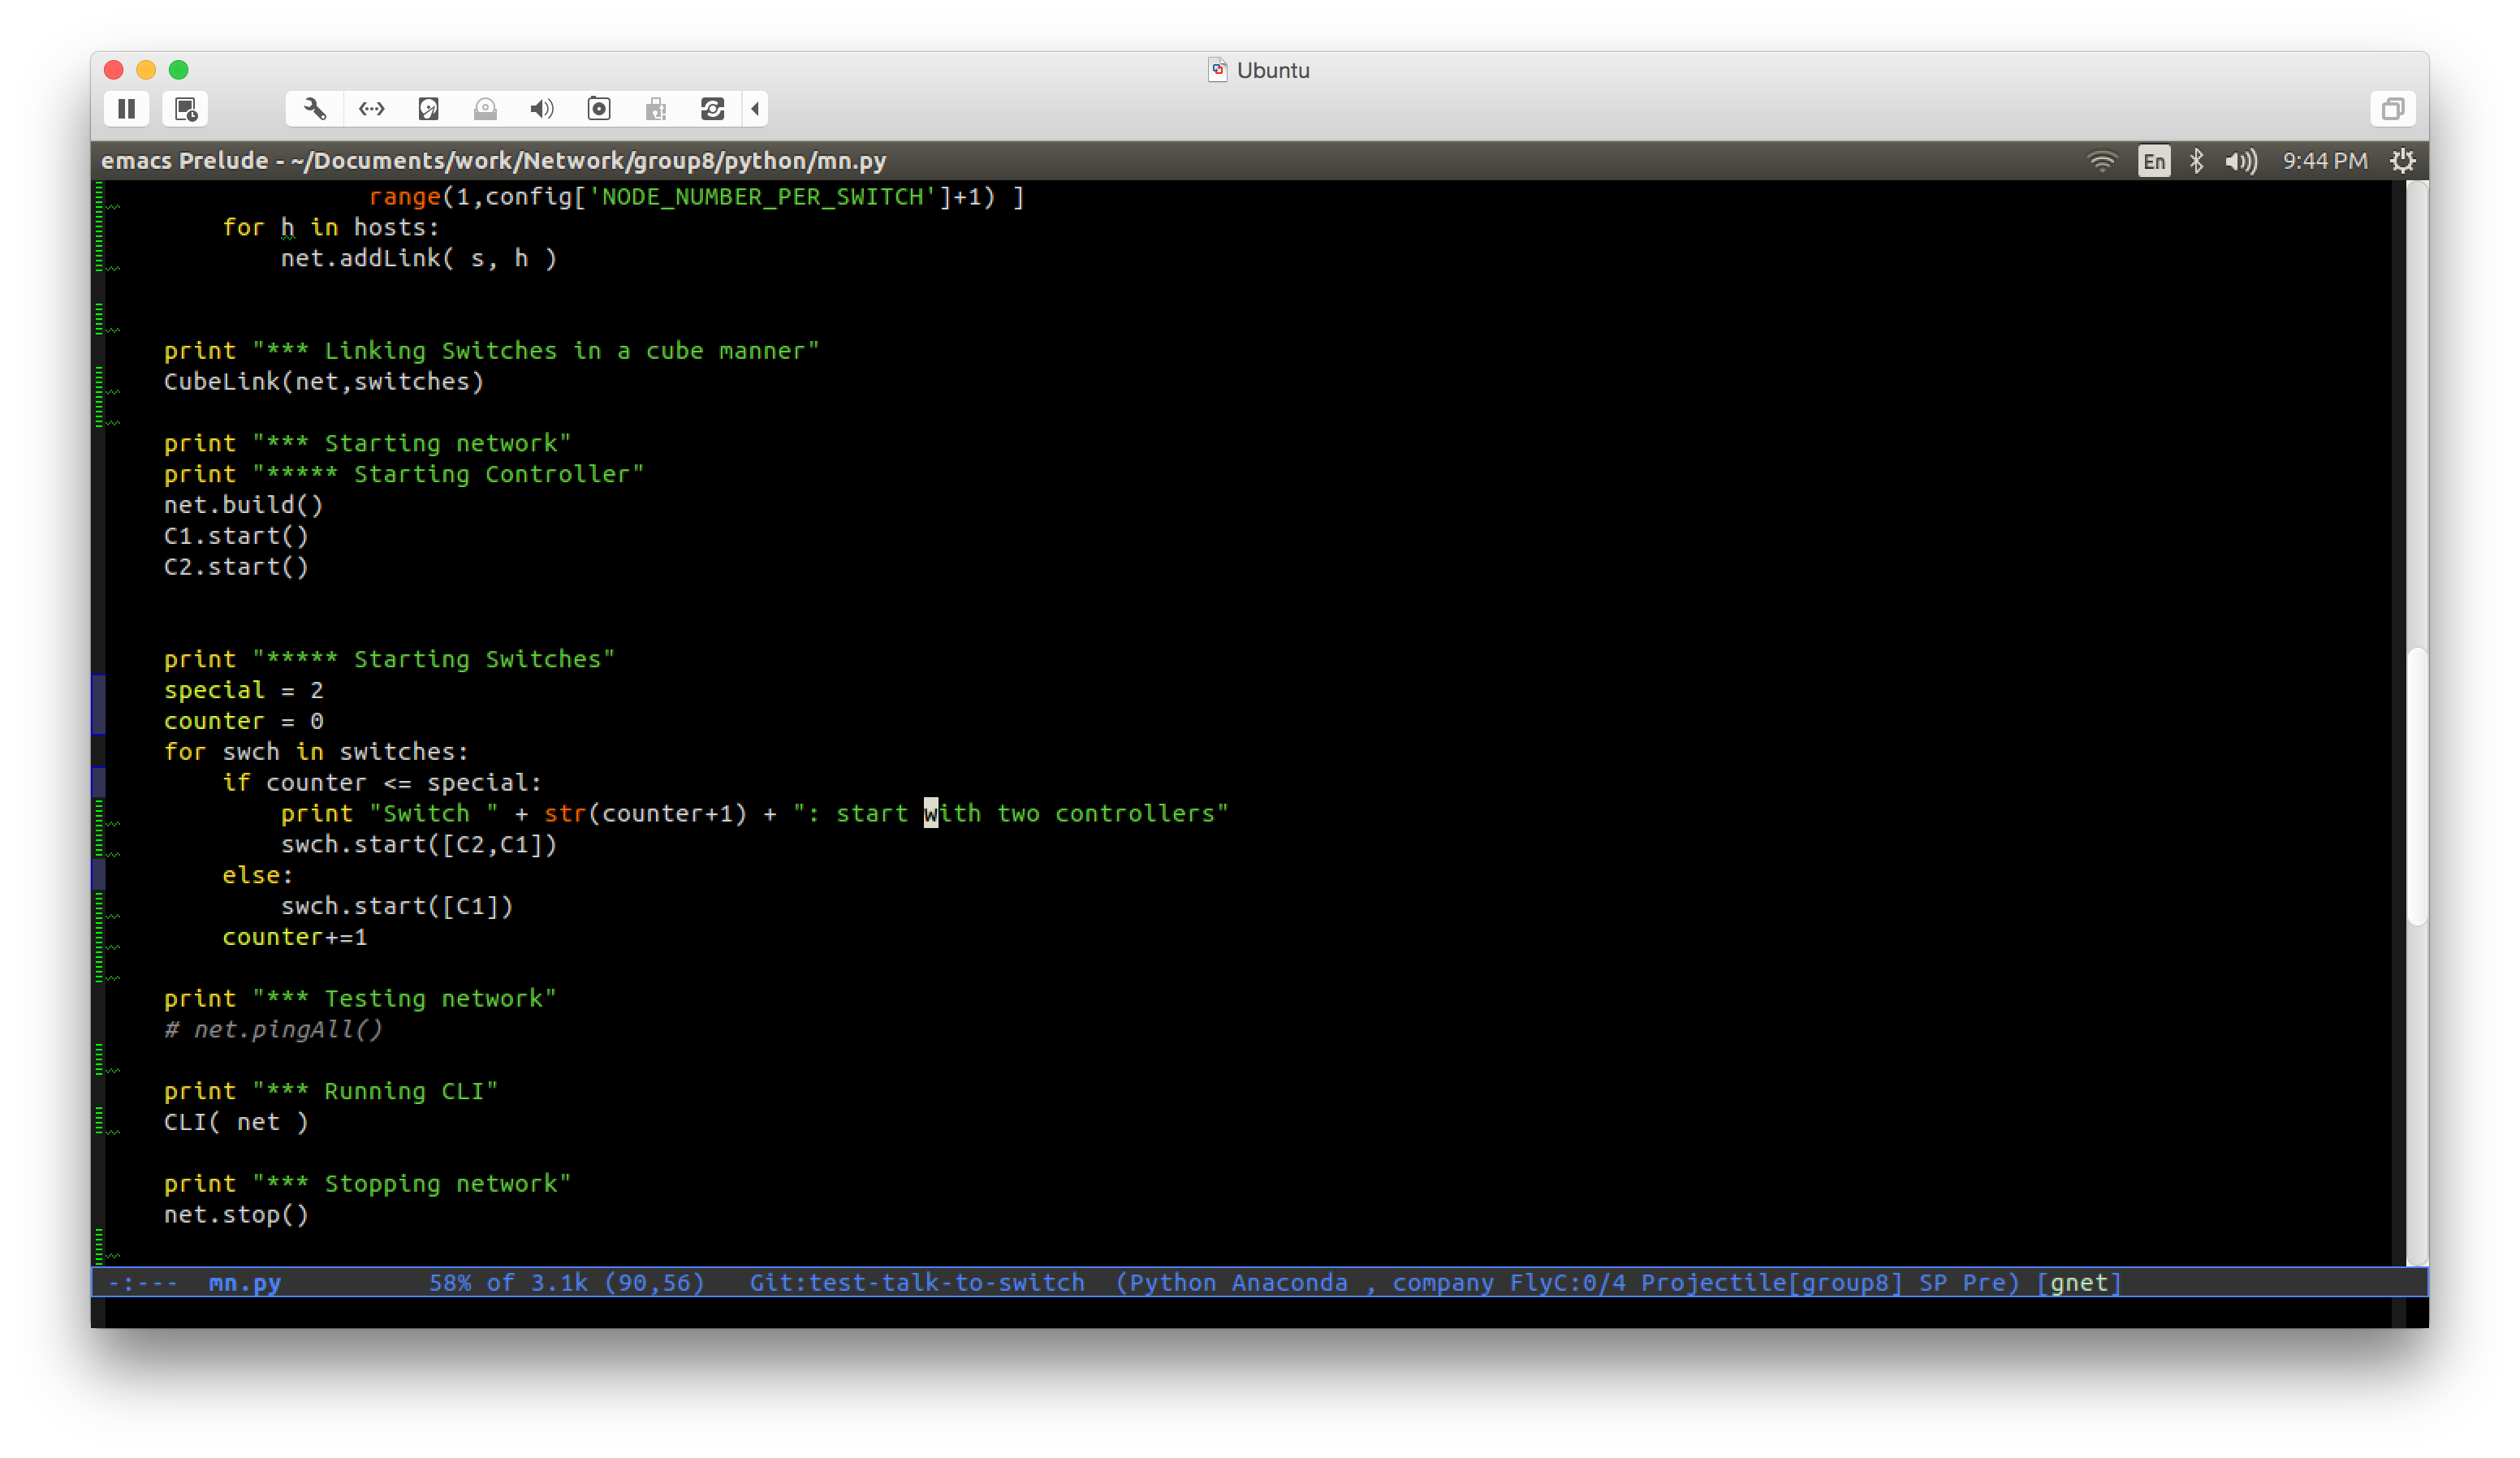 Ubuntu
emacs Prelude - ~/Documents/work/Network/group8/python/mn.py En 9:44 PM
range(1,config['NODE_NUMBER_PER_SWITCH']+1) ]
for h in hosts:
net.addLink( s, h )
print "*** Linking Switches in a cube manner"
CubeLink(net,switches)
print "*** Starting network"
print "***** Starting Controller"
net.build()
C1.start()
C2.start()
print "***** Starting Switches"
special = 2
counter = 0
for swch in switches:
if counter <= special:
print "Switch " + str(counter+1) + ": start with two controllers"
swch.start([C2,C1])
else:
swch.start([C1])
counter+=1
print "*** Testing network"
# net.pingAll()
print "*** Running CLI"
CLI( net )
print "*** Stopping network"
net.stop()
-:--- mn.py 58% of 3.1k (90,56) Git:test-talk-to-switch (Python Anaconda , company FlyC:0/4 Projectile[group8] SP Pre) [gnet]